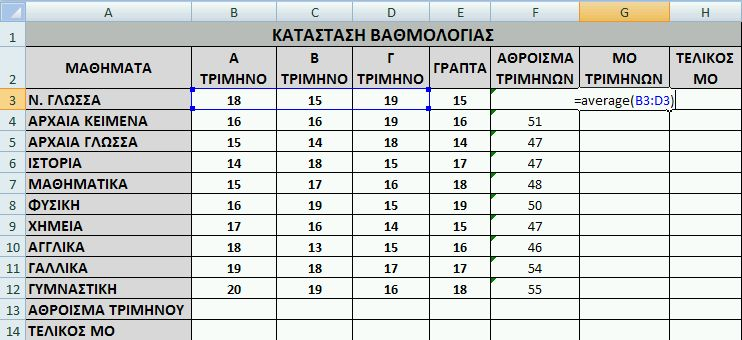 A B C D E F G H
1 ΚΑΤΑΣΤΑΣΗ ΒΑΘΜΟΛΟΓΙΑΣ
Α Β Γ ΑΘΡΟΙΣΜΑ ΜΟ ΤΕΛΙΚΟΣ
2 ΜΑΘΗΜΑΤΑ ΤΡΙΜΗΝΟ ΤΡΙΜΗΝΟ ΤΡΙΜΗΝΟ ΓΡΑΠΤΑ ΤΡΙΜΗΝΩΝ ΤΡΙΜΗΝΩΝ ΜΟ
3 Ν. ΓΛΩΣΣΑ 18 15 19 15 =average(B3:D3)
4 ΑΡΧΑΙΑ ΚΕΙΜΕΝΑ 16 16 19 16 51
5 ΑΡΧΑΙΑ ΓΛΩΣΣΑ 15 14 18 14 47
6 ΙΣΤΟΡΙΑ 14 18 15 17 47
7 ΜΑΘΗΜΑΤΙΚΑ 15 17 16 18 48
8 ΦΥΣΙΚΗ 16 19 15 19 50
9 ΧΗΜΕΙΑ 17 16 14 15 47
10 ΑΓΓΛΙΚΑ 18 13 15 16 46
11 ΓΑΛΛΙΚΑ 19 18 17 17 54
12 ΓΥΜΝΑΣΤΙΚΗ 20 19 16 18 55
13 ΑΘΡΟΙΣΜΑ ΤΡΙΜΗΝΟΥ
14 ΤΕΛΙΚΟΣ ΜΟ